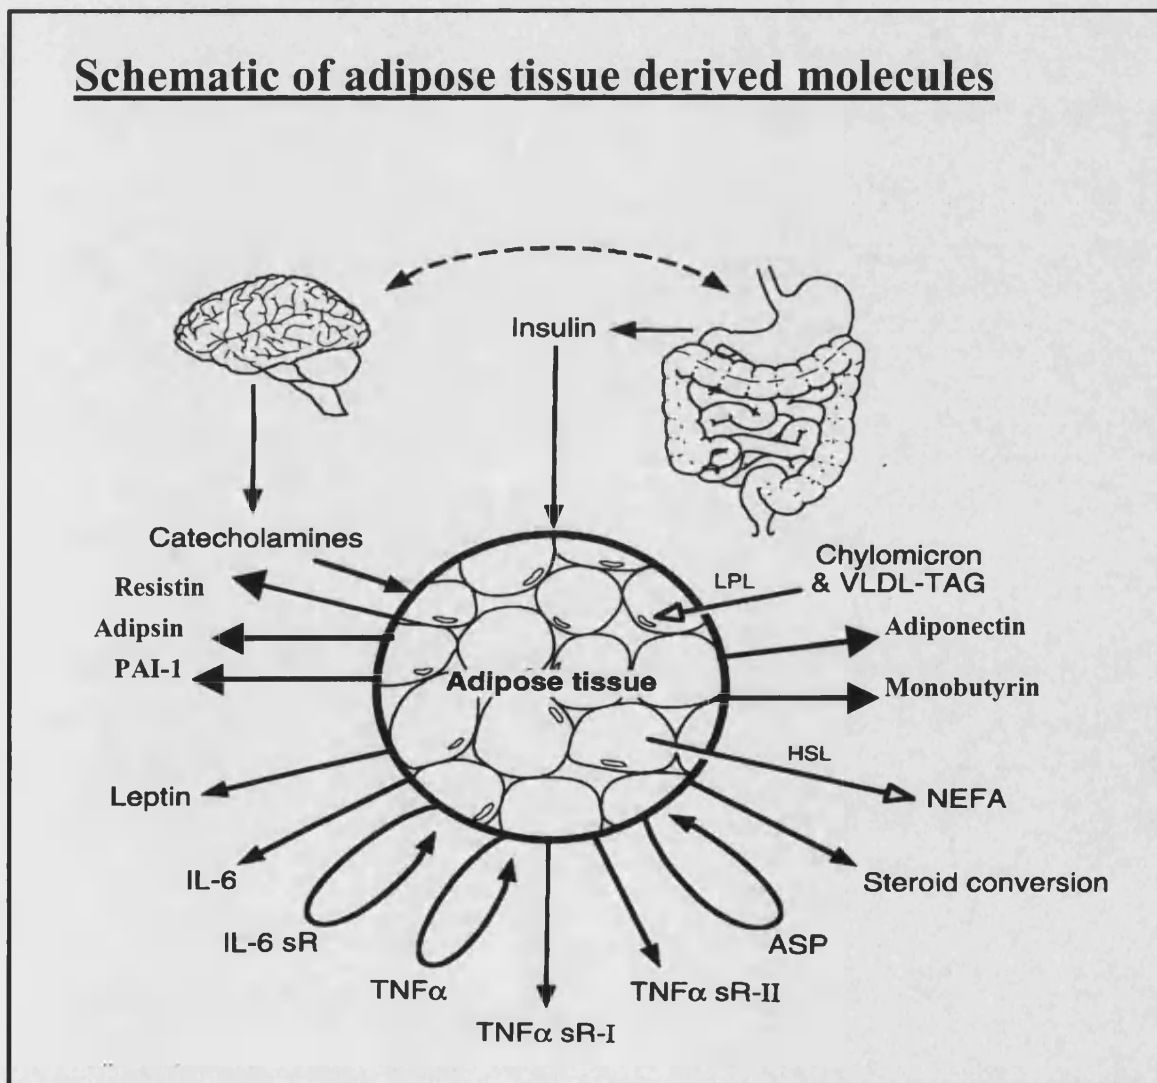 Schematic of adipose tissue derived molecules
Insulin
Catecholamines
Chylomicron
& VLDL-TAG
LPL
Resistin
Adipsin
Adiponectin
PAI-1
Adipose tissue
Monobutyrin
HSL
Leptin
NEFA
IL-6
Steroid conversion
IL-6 sR
ASP
TNFα
TNFα sR-II
TNFα sR-I